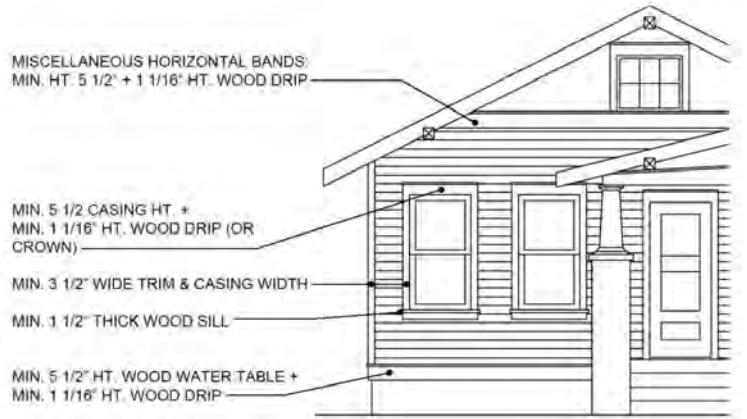 MISCELLANEOUS HORIZONTAL BANDS:
MIN. HT. 5 1/2" + 1 1/16" HT. WOOD DRIP
MIN. 5 1/2 CASING HT. +
MIN. 1 1/16" HT. WOOD DRIP (OR
CROWN)
MIN. 3 1/2" WIDE TRIM & CASING WIDTH
MIN. 1 1/2" THICK WOOD SILL
MIN. 5 1/2" HT. WOOD WATER TABLE +
MIN. 1 1/16" HT. WOOD DRIP